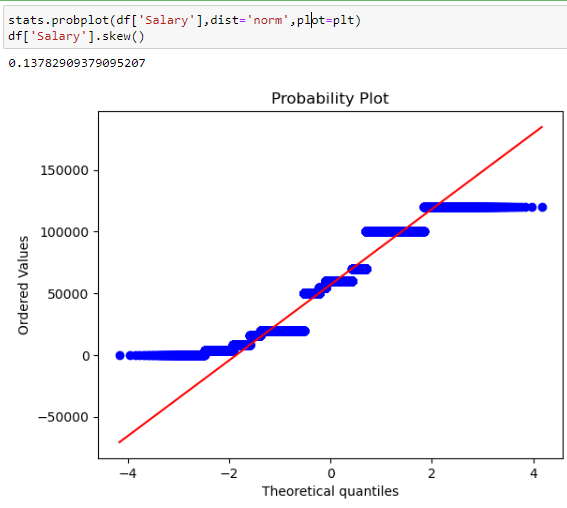 stats.probplot(df['Salary'],dist='norm',plot=plt)
df['Salary'].skew()
0.13782909379095207
Probability Plot
150000
100000
50000
0
−50000
Ordered Values
−4
−2
0
2
4
Theoretical quantiles